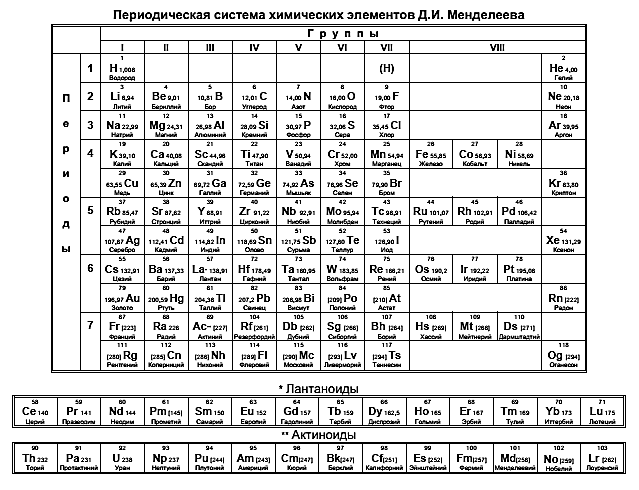 Периодическая система химических элементов Д.И. Менделеева
Группы
I II III IV V VI VII VIII
Периоды
1 2
1 H 1,008 (H) He 4,00
Водород Гелий
3 4 5 6 7 8 9 10
2 Li 6,94 Be 9,01 10,81 B 12,01 C 14,00 N 16,00 O 19,00 F Ne 20,18
Литий Бериллий Бор Углерод Азот Кислород Фтор Неон
11 12 13 14 15 16 17 18
3 Na 22,99 Mg 24,31 26,98 Al 28,09 Si 30,97 P 32,06 S 35,45 Cl Ar 39,95
Натрий Магний Алюминий Кремний Фосфор Сера Хлор Аргон
19 20 21 22 23 24 25 26 27 28
4 K 39,10 Ca 40,08 Sc 44,96 Ti 47,90 V 50,94 Cr 52,00 Mn 54,94 Fe 55,85 Co 58,93 Ni 58,69
Калий Кальций Скандий Титан Ванадий Хром Марганец Железо Кобальт Никель
29 30 31 32 33 34 35 36
63,55 Cu 65,39 Zn 69,72 Ga 72,59 Ge 74,92 As 78,96 Se 79,90 Br Kr 83,80
Медь Цинк Галлий Германий Мышьяк Селен Бром Криптон
37 38 39 40 41 42 43 44 45 46
5 Rb 85,47 Sr 87,62 Y 88,91 Zr 91,22 Nb 92,91 Mo 95,94 Tc 98,91 Ru 101,07 Rh 102,91 Pd 106,42
Рубидий Стронций Иттрий Цирконий Ниобий Молибден Технеций Рутений Родий Палладий
47 48 49 50 51 52 53 54
107,87 Ag 112,41 Cd 114,82 In 118,69 Sn 121,75 Sb 127,60 Te 126,90 I Xe 131,29
Серебро Кадмий Индий Олово Сурьма Теллур Иод Ксенон
55 56 57 72 73 74 75 76 77 78
6 Cs 132,91 Ba 137,33 La* 138,91 Hf 178,49 Ta 180,95 W 183,85 Re 186,21 Os 190,2 Ir 192,22 Pt 195,08
Цезий Барий Лантан Гафний Тантал Вольфрам Рений Осмий Иридий Платина
79 80 81 82 83 84 85 86
196,97 Au 200,59 Hg 204,38 Tl 207,2 Pb 208,98 Bi [209] Po [210] At Rn [222]
Золото Ртуть Таллий Свинец Висмут Полоний Астат Радон
87 88 89 104 105 106 107 108 109 110
7 Fr [223] Ra 226 Ac** [227] Rf [261] Db [262] Sg [266] Bh [264] Hs [269] Mt [268] Ds [271]
Франций Радий Актиний Резерфордий Дубний Сиборгий Борий Хассий Мейтнерий Дармштадтий
111 112 113 114 115 116 117 118
[280] Rg [285] Cn [286] Nh [289] Fl [290] Mc [293] Lv [294] Ts Og [294]
Рентгений Коперниций Нихоний Флеровий Московий Ливерморий Теннессин Оганесон
* Лантаноиды
58 59 60 61 62 63 64 65 66 67 68 69 70 71
Ce 140 Pr 141 Nd 144 Pm [145] Sm 150 Eu 152 Gd 157 Tb 159 Dy 162,5 Ho 165 Er 167 Tm 169 Yb 173 Lu 175
Церий Празеодим Неодим Прометий Самарий Европий Гадолиний Тербий Диспрозий Гольмий Эрбий Тулий Иттербий Лютеций
** Актиноиды
90 91 92 93 94 95 96 97 98 99 100 101 102 103
Th 232 Pa 231 U 238 Np 237 Pu [244] Am [243] Cm [247] Bk [247] Cf [251] Es [252] Fm [257] Md [258] No [259] Lr [262]
Торий Протактиний Уран Нептуний Плутоний Америций Кюрий Берклий Калифорний Эйнштейний Фермий Менделевий Нобелий Лоуренсий